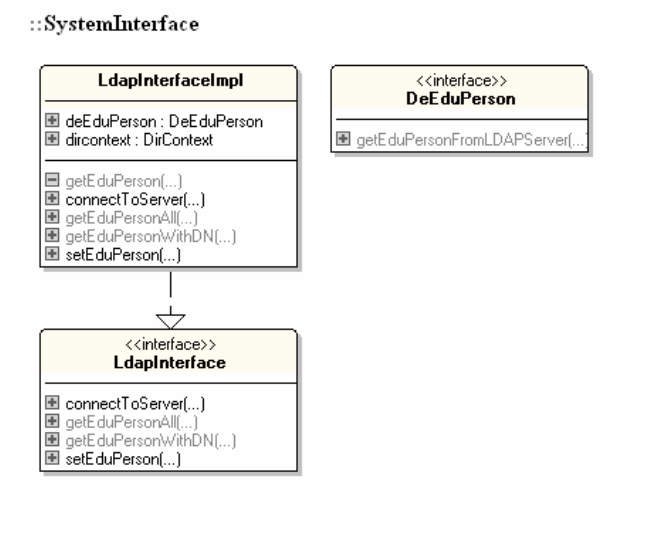 ::SystemInterface
LdapInterfaceImpl
deEduPerson : DeEduPerson
dircontext : DirContext
getEduPerson(...)
connectToServer(...)
getEduPersonAll(...)
getEduPersonWithDN(...)
setEduPerson(...)
<<interface>>
DeEduPerson
getEduPersonFromLDAPServer(...
<<interface>>
LdapInterface
connectToServer(...)
getEduPersonAll(...)
getEduPersonWithDN(...)
setEduPerson(...)